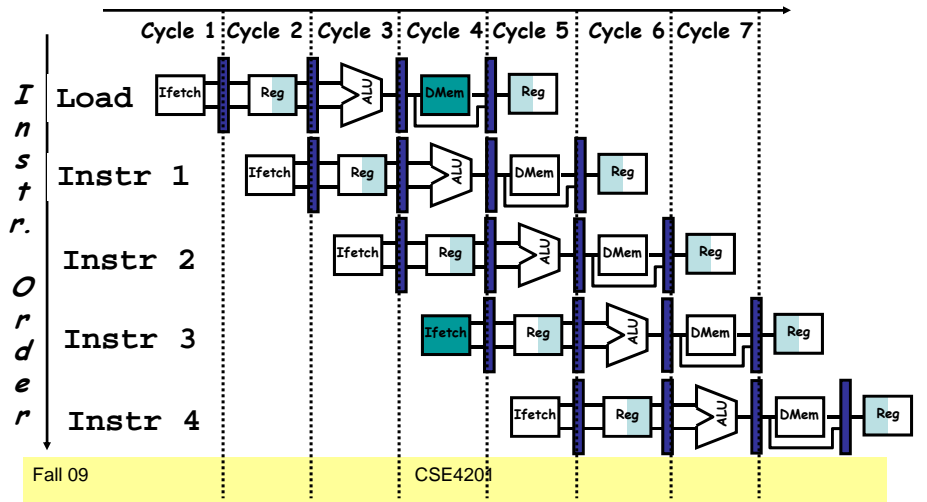 Cycle 1 Cycle 2 Cycle 3 Cycle 4 Cycle 5 Cycle 6 Cycle 7
Instr. Order
Load Ifetch Reg ALU DMem Reg
Instr 1 Ifetch Reg ALU DMem Reg
Instr 2 Ifetch Reg ALU DMem Reg
Instr 3 Ifetch Reg ALU DMem Reg
Instr 4 Ifetch Reg ALU DMem Reg
Fall 09 CSE4201